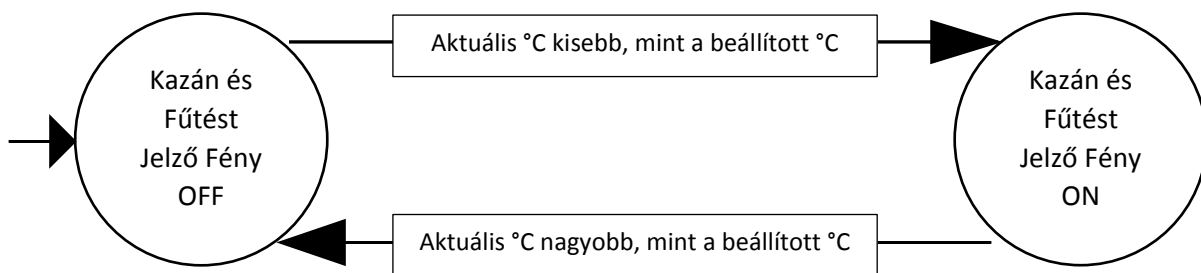 Kazán és
Fűtést
Jelző Fény
OFF
Aktuális °C kisebb, mint a beállított °C
Kazán és
Fűtést
Jelző Fény
ON
Aktuális °C nagyobb, mint a beállított °C